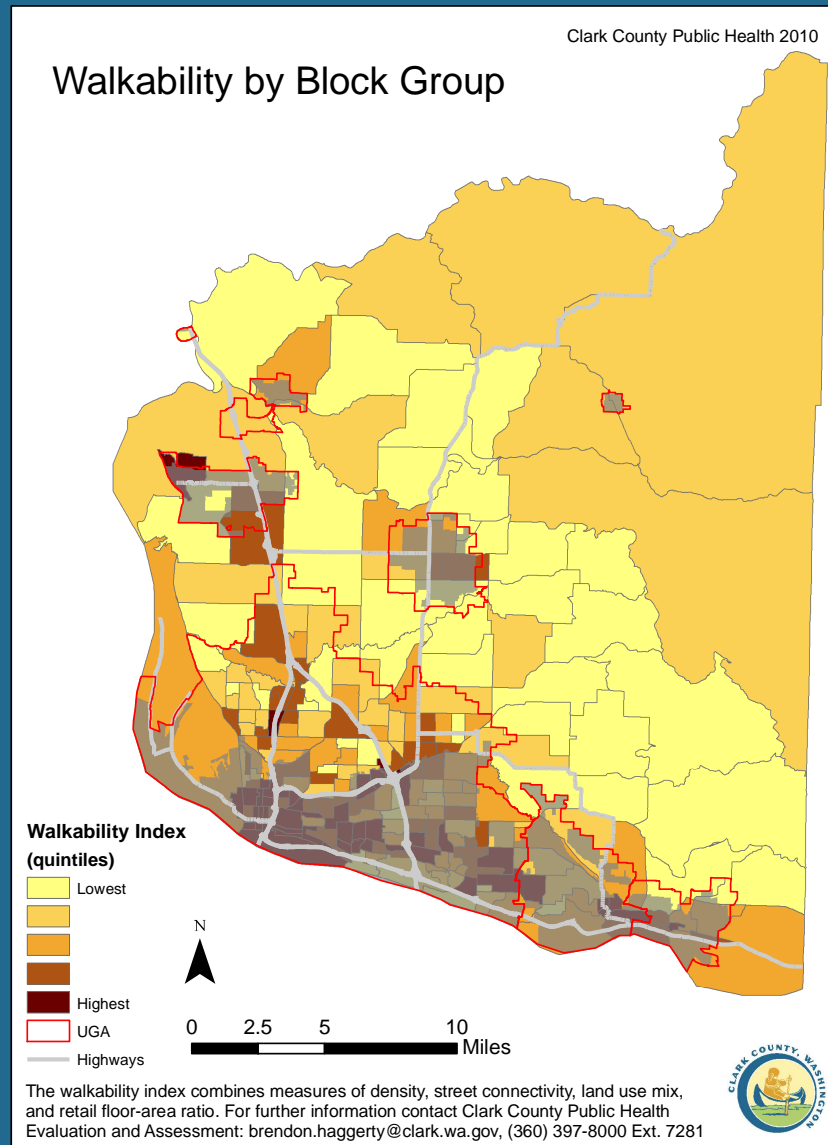 Clark County Public Health 2010
Walkability by Block Group
Walkability Index
(quintiles)
Lowest
Highest
UGA
Highways
N
0 2.5 5 10
Miles
The walkability index combines measures of density, street connectivity, land use mix,
and retail floor-area ratio. For further information contact Clark County Public Health
Evaluation and Assessment: brendon.haggerty@clark.wa.gov, (360) 397-8000 Ext. 7281
CLARK COUNTY, WASHINGTON